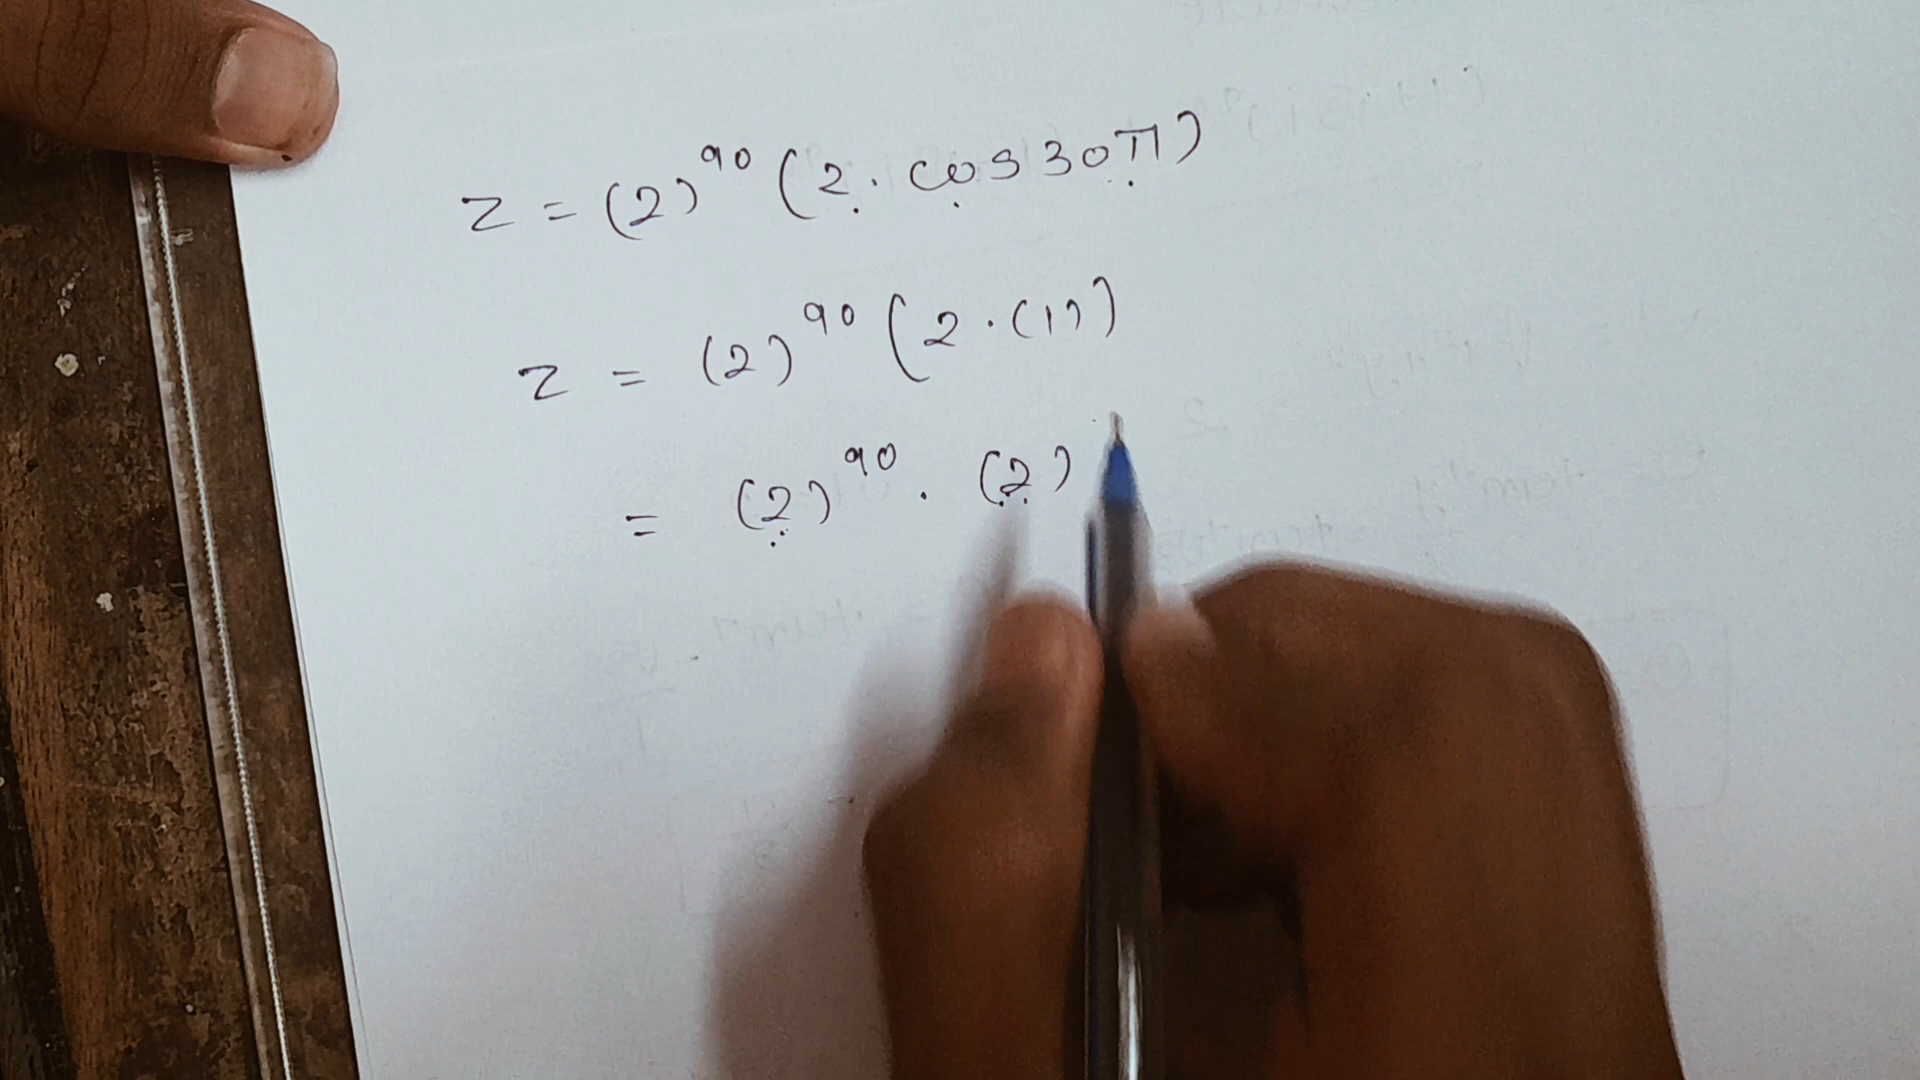 z = (2)⁹⁰ (2 . cos 30π)
z = (2)⁹⁰ (2 . (1))
= (2)⁹⁰ . (2)